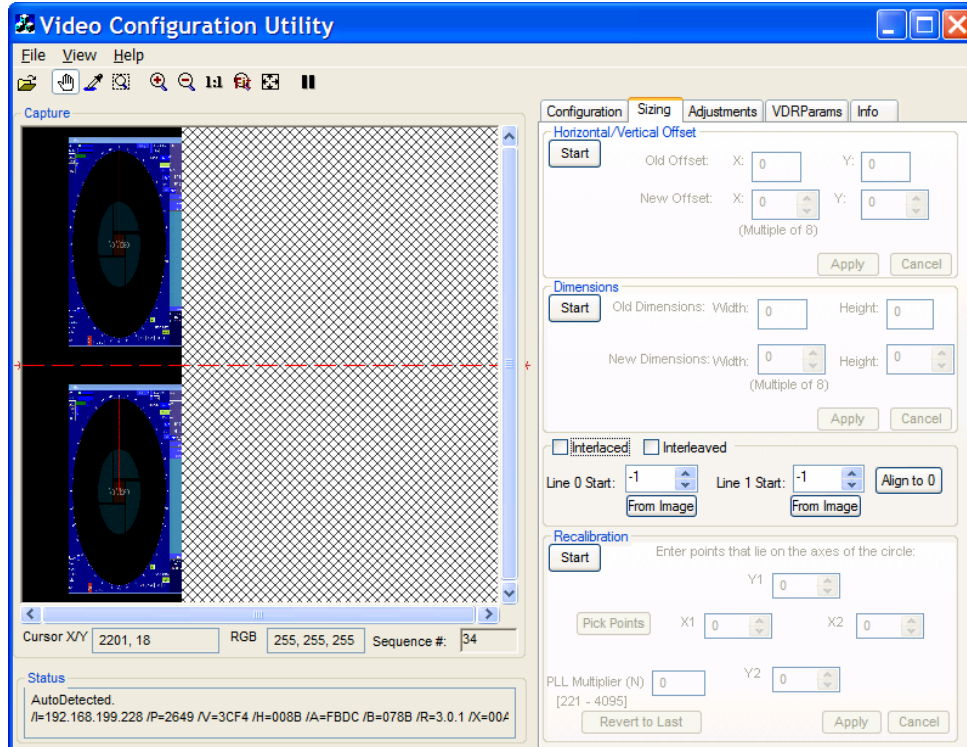 Video Configuration Utility
File View Help
1:1 Fit
Capture
Configuration Sizing Adjustments VDRParams Info
Horizontal/Vertical Offset
Start Old Offset: X: 0 Y: 0
New Offset: X: 0 Y: 0
(Multiple of 8)
Apply Cancel
Dimensions
Start Old Dimensions: Width: 0 Height: 0
New Dimensions: Width: 0 Height: 0
(Multiple of 8)
Apply Cancel
Interlaced Interleaved
Line 0 Start: -1 Line 1 Start: -1 Align to 0
From Image From Image
Recalibration
Start Enter points that lie on the axes of the circle:
Y1 0
Pick Points X1 0 X2 0
Y2 0
PLL Multiplier (N) 0
[221 - 4095]
Revert to Last Apply Cancel
Cursor X/Y 2201, 18 RGB 255, 255, 255 Sequence #: 34
Status
AutoDetected.
/I=192.168.199.228 /P=2649 /V=3CF4 /H=008B /A=FBDC /B=078B /R=3.0.1 /X=00